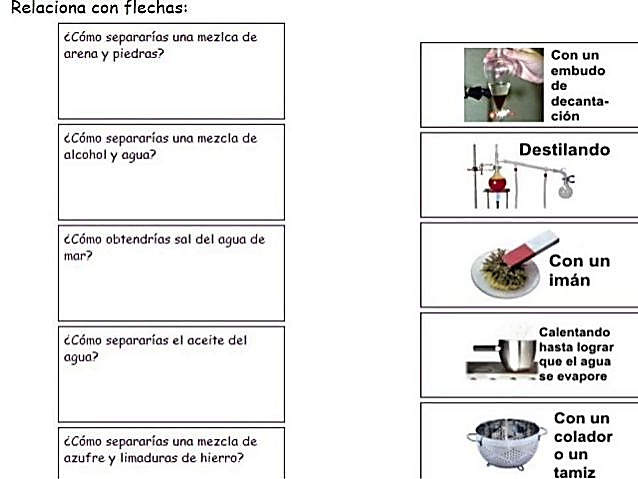 Relaciona con flechas:
¿Cómo separarías una mezlca de
arena y piedras?
¿Cómo separarías una mezcla de
alcohol y agua?
¿Cómo obtendrías sal del agua de
mar?
¿Cómo separarías el aceite del
agua?
¿Cómo separarías una mezcla de
azufre y limaduras de hierro?
Con un
embudo
de
decanta-
ción
Destilando
Con un
imán
Calentando
hasta lograr
que el agua
se evapore
Con un
colador
o un
tamiz